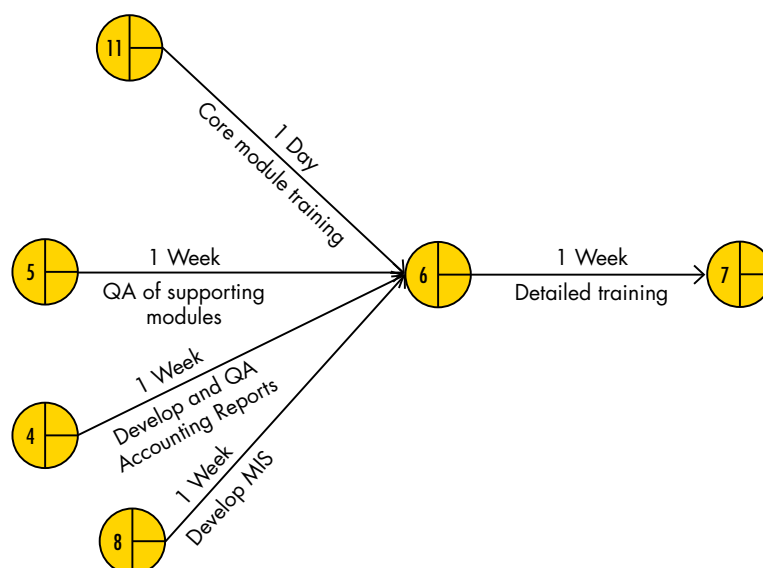 11
1 Day
Core module training
5
1 Week
QA of supporting
modules
6
1 Week
Detailed training
7
4
1 Week
Develop and QA
Accounting Reports
8
1 Week
Develop MIS